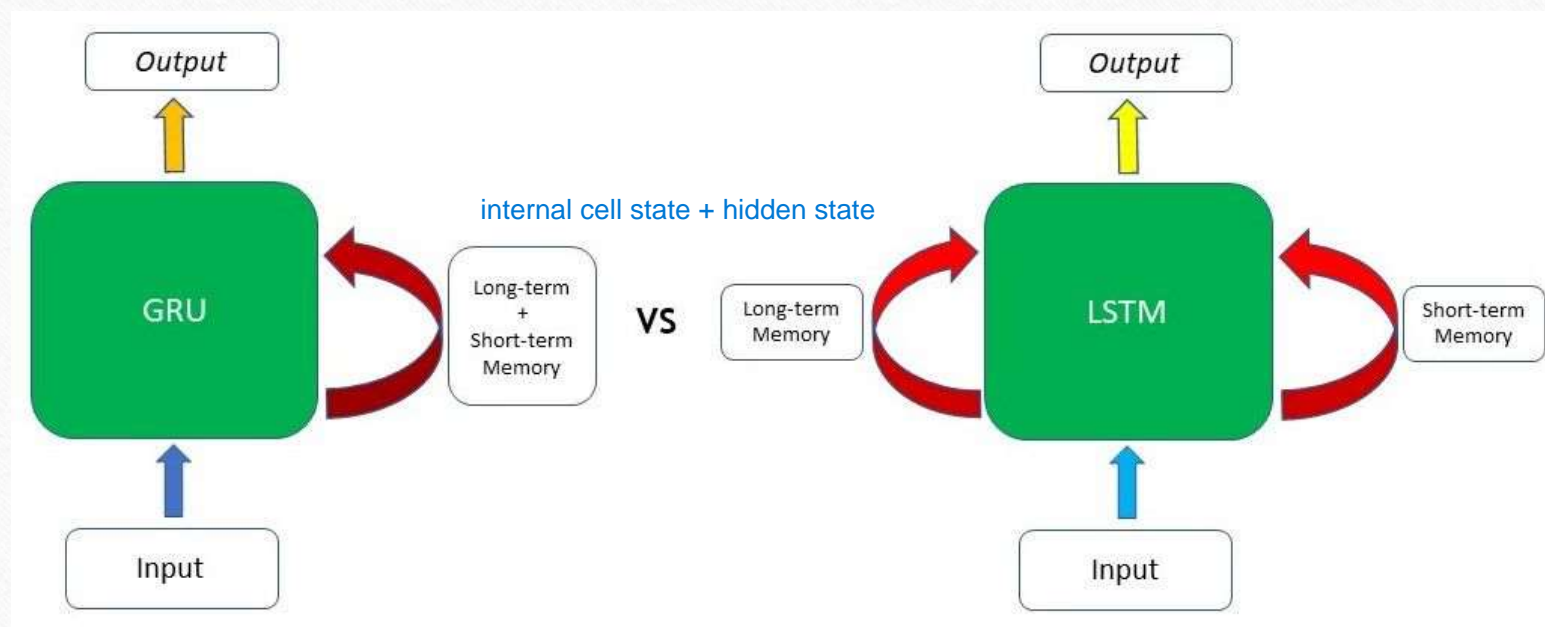 Output
Output
internal cell state + hidden state
GRU
Long-term
+
Short-term
Memory
VS
Long-term
Memory
LSTM
Short-term
Memory
Input
Input